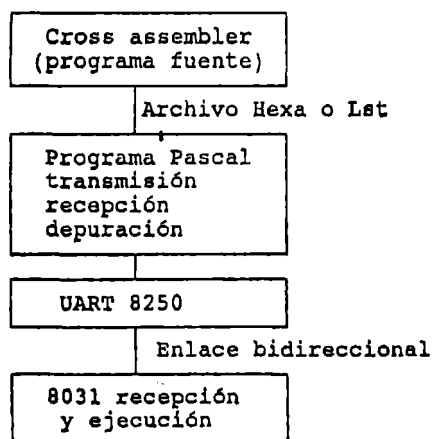 Cross assembler
(programa fuente)
Archivo Hexa o Lst
Programa Pascal
transmisión
recepción
depuración
UART 8250
Enlace bidireccional
8031 recepción
y ejecución